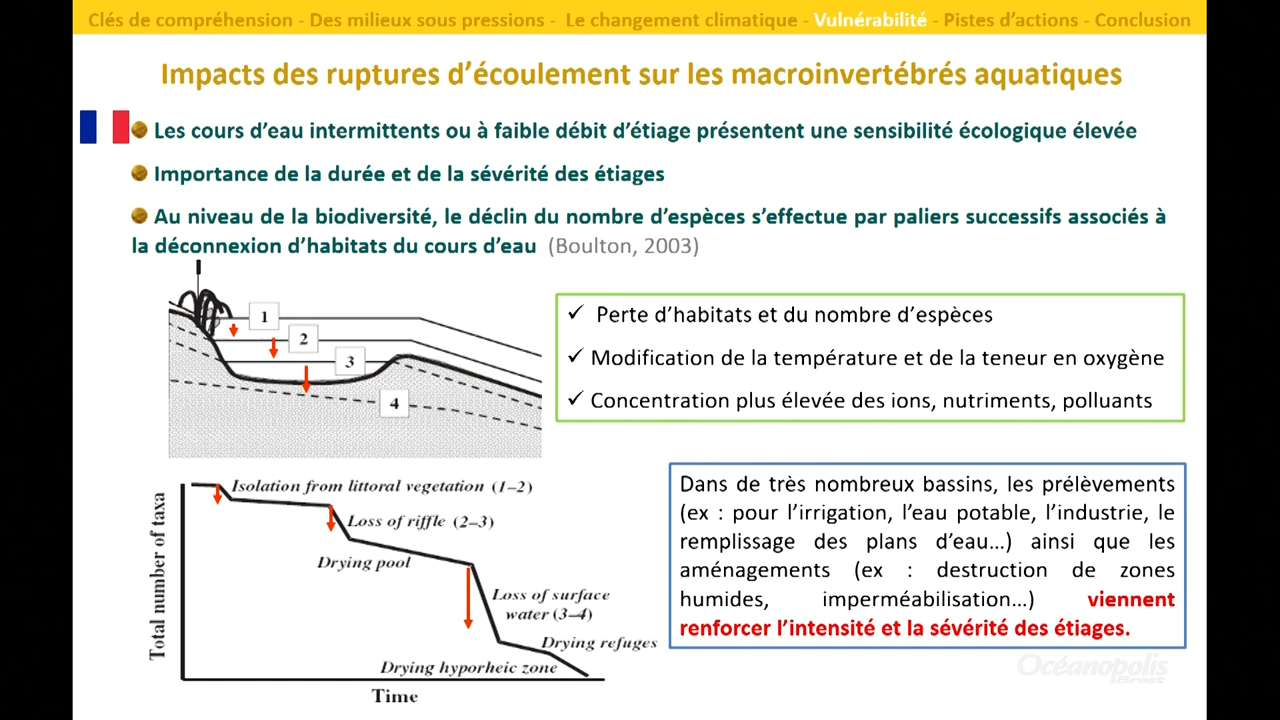 Clés de compréhension - Des milieux sous pressions - Le changement climatique - Vulnérabilité - Pistes d'actions - Conclusion
Impacts des ruptures d'écoulement sur les macroinvertébrés aquatiques
Les cours d'eau intermittents ou à faible débit d'étiage présentent une sensibilité écologique élevée
Importance de la durée et de la sévérité des étiages
Au niveau de la biodiversité, le déclin du nombre d'espèces s'effectue par paliers successifs associés à
la déconnexion d'habitats du cours d'eau (Boulton, 2003)
1
2
3
4
✓ Perte d'habitats et du nombre d'espèces
✓ Modification de la température et de la teneur en oxygène
✓ Concentration plus élevée des ions, nutriments, polluants
Total number of taxa
Isolation from littoral vegetation (1–2)
Loss of riffle (2–3)
Drying pool
Loss of surface
water (3–4)
Drying refuges
Drying hyporheic zone
Time
Dans de très nombreux bassins, les prélèvements
(ex : pour l'irrigation, l'eau potable, l'industrie, le
remplissage des plans d'eau…) ainsi que les
aménagements (ex : destruction de zones
humides, imperméabilisation…) viennent
renforcer l'intensité et la sévérité des étiages.
Océanopolis
Brest